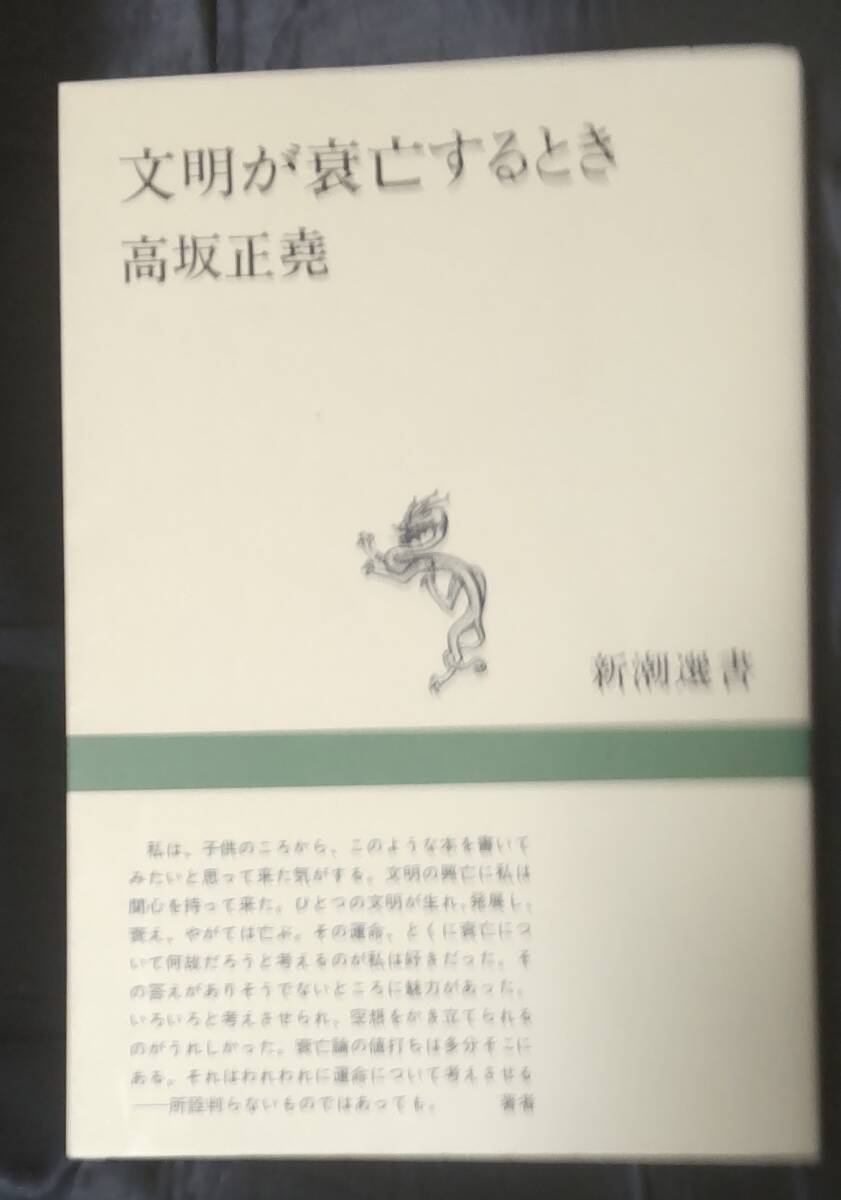 文明が衰亡するとき
高坂正堯
新潮選書
私は、子供のころから、このような本を書いて
みたいと思って来た気がする。文明の興亡に私は
関心を持って来た。ひとつの文明が生れ、発展し、
衰え、やがては亡ぶ。その運命、とくに衰亡につ
いて何故だろうと考えるのが私は好きだった。そ
の答えがありそうでないところに魅力があった。
いろいろと考えさせられ、空想をかき立てられる
のがうれしかった。衰亡論の値打ちは多分そこに
ある。それはわれわれに運命について考えさせる
──所詮判らないものではあっても。 著者